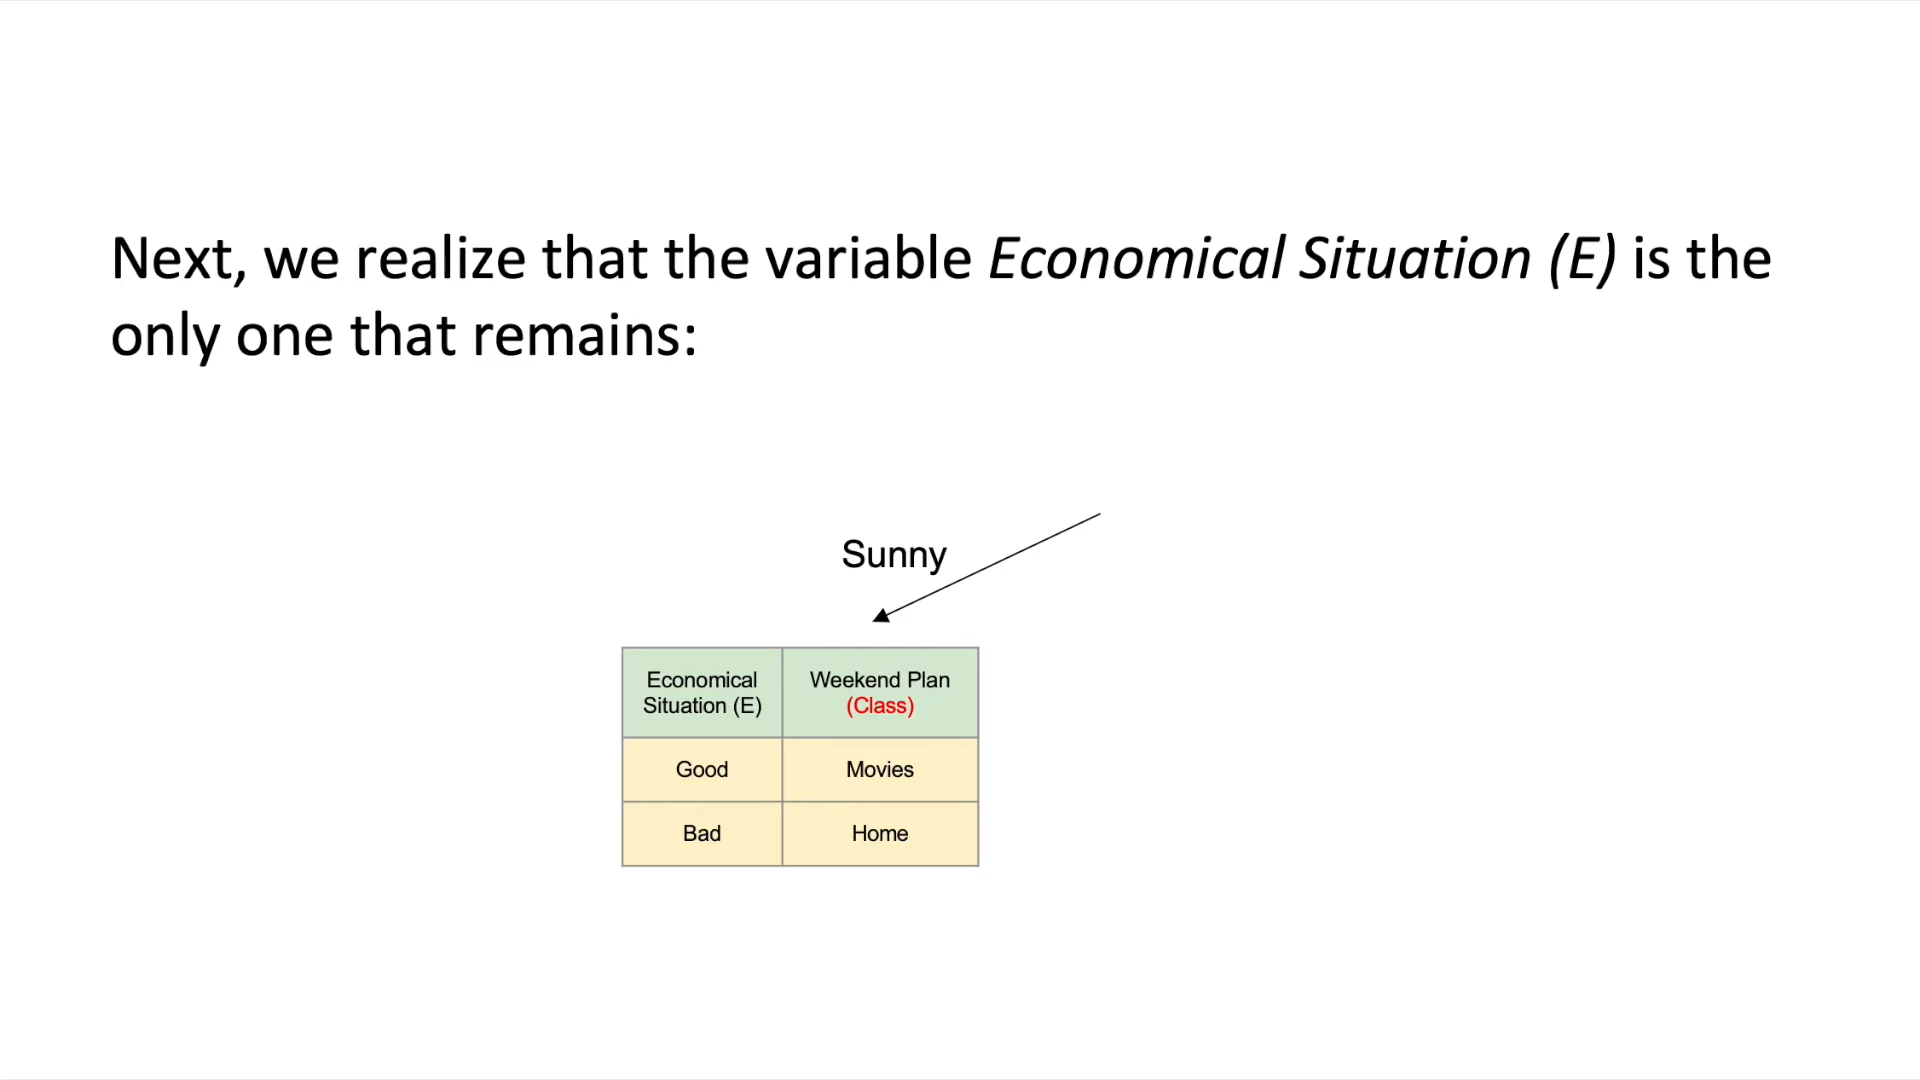 Next, we realize that the variable Economical Situation (E) is the
only one that remains:
Sunny
Economical
Situation (E)
Weekend Plan
(Class)
Good
Movies
Bad
Home